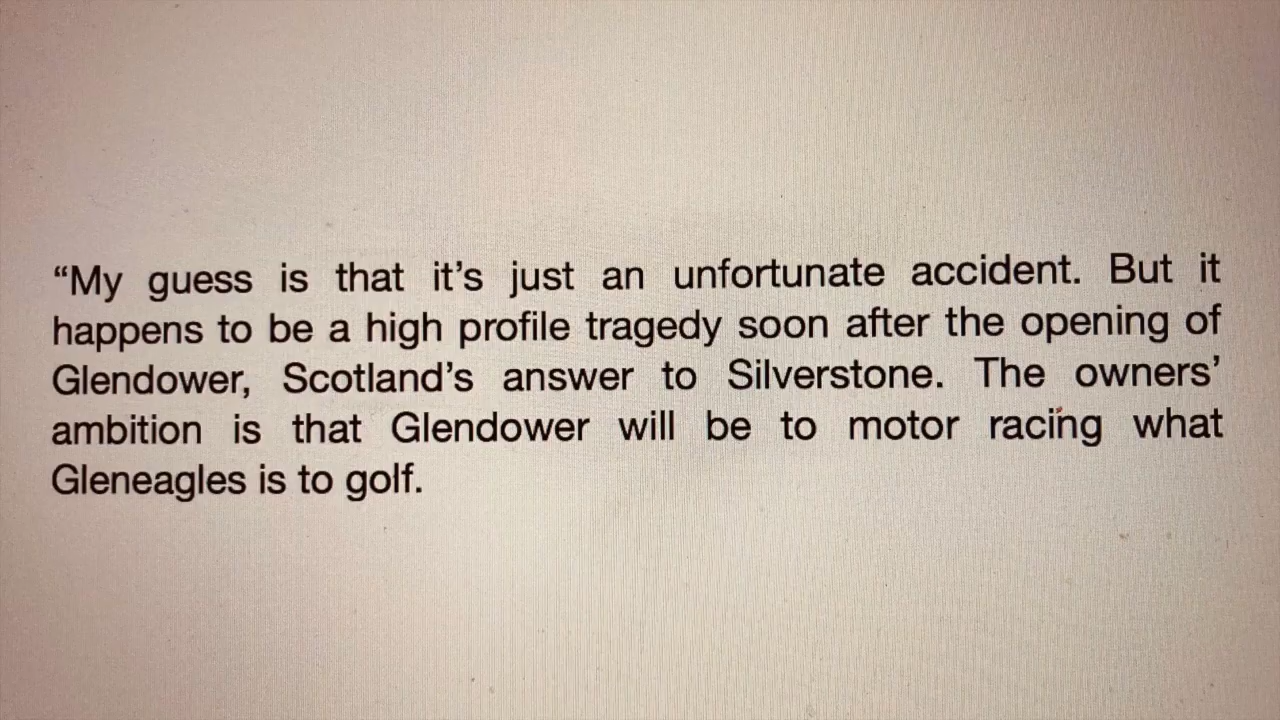 “My guess is that it’s just an unfortunate accident. But it
happens to be a high profile tragedy soon after the opening of
Glendower, Scotland’s answer to Silverstone. The owners’
ambition is that Glendower will be to motor racing what
Gleneagles is to golf.